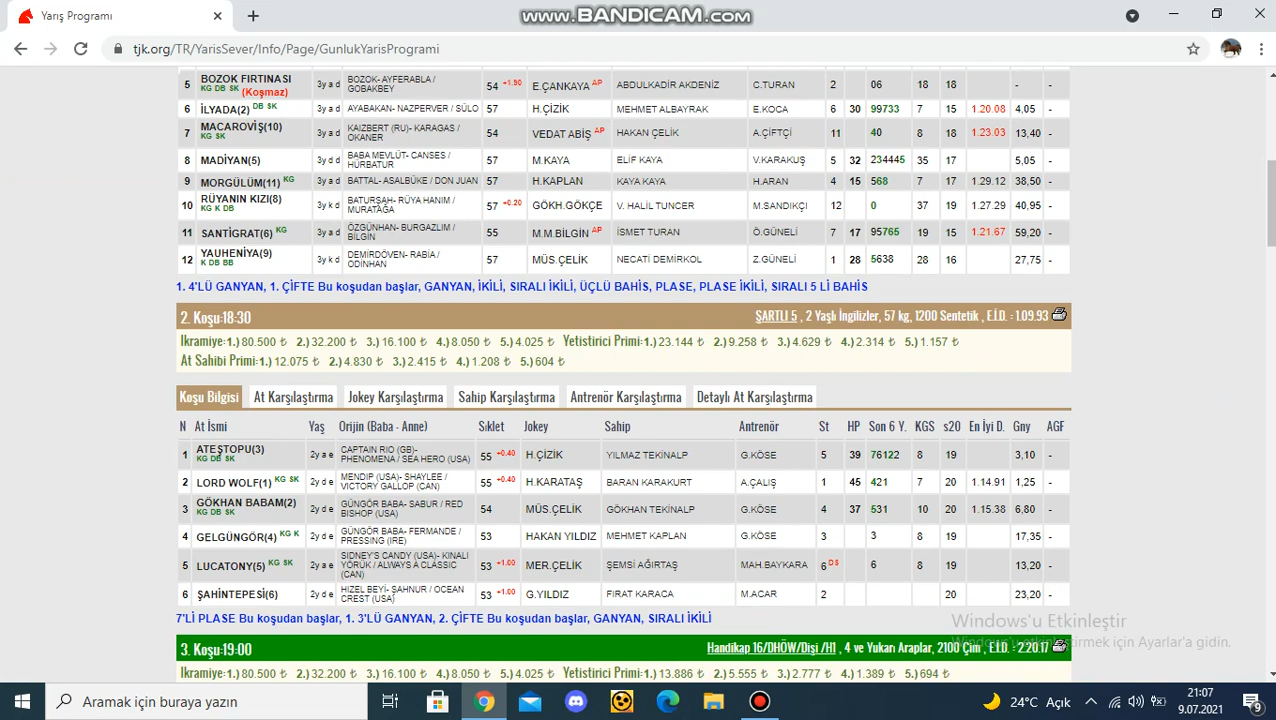 Yarış Programı
www.BANDICAM.com
tjk.org/TR/YarisSever/Info/Page/GunlukYarisProgrami
5 BOZOK FIRTINASI KG DB SK (Koşmaz) 3y a d BOZOK- AYFERABLA / GOBAKBEY 54 +1.50 E.ÇANKAYA AP ABDULKADİR AKDENİZ C.TURAN 2 06 18 18 - -
6 İLYADA(2) DB SK 3y a d AYABAKAN- NAZPERVER / SÜLO 57 H.ÇİZİK MEHMET ALBAYRAK E.KOCA 6 30 99733 7 15 1.20.08 4,05 -
7 MACAROVİŞ(10) KG SK 3y a d KAIZBERT (RU)- KARAGAS / OKANER 54 VEDAT ABİŞ AP HAKAN ÇELİK A.ÇİFTÇİ 11 40 8 18 1.23.03 13,40 -
8 MADİYAN(5) 3y d d BABA MEVLÜT- CANSES / HÜRBATUR 57 M.KAYA ELİF KAYA V.KARAKUŞ 5 32 234445 35 17 5,05 -
9 MORGÜLÜM(11) KG 3y a d BATTAL- ASALBÜKE / DON JUAN 57 H.KAPLAN KAYA KAYA H.ARAN 4 15 568 7 17 1.29.12 38,50 -
10 RÜYANIN KIZI(8) KG K DB 3y k d BATURŞAH- RÜYA HANIM / MURATAĞA 57 +0.20 GÖKH.GÖKÇE V. HALİL TUNCER M.SANDIKÇI 12 0 37 19 1.27.29 40,95 -
11 SANTİGRAT(6) KG 3y a d ÖZGÜNHAN- BURGAZLIM / BİLGİN 55 M.M.BİLGİN AP İSMET TURAN Ö.GÜNELİ 7 17 95765 17 19 1.21.67 59,20 -
12 YAUHENİYA(9) K DB BB 3y k d DEMİRDÖVEN- RABİA / ODİNHAN 57 MÜS.ÇELİK NECATİ DEMİRKOL Z.GÜNELİ 1 28 5638 28 16 27,75 -
1. 4'LÜ GANYAN, 1. ÇİFTE Bu koşudan başlar, GANYAN, İKİLİ, SIRALI İKİLİ, ÜÇLÜ BAHİS, PLASE, PLASE İKİLİ, SIRALI 5 Lİ BAHİS
2. Koşu:18:30 ŞARTLI 5 , 2 Yaşlı İngilizler, 57 kg, 1200 Sentetik , E.İ.D. : 1.09.93
Ikramiye:1.) 80.500 ₺ 2.) 32.200 ₺ 3.) 16.100 ₺ 4.) 8.050 ₺ 5.) 4.025 ₺ Yetistirici Primi:1.) 23.144 ₺ 2.) 9.258 ₺ 3.) 4.629 ₺ 4.) 2.314 ₺ 5.) 1.157 ₺
At Sahibi Primi:1.) 12.075 ₺ 2.) 4.830 ₺ 3.) 2.415 ₺ 4.) 1.208 ₺ 5.) 604 ₺
Koşu Bilgisi At Karşılaştırma Jokey Karşılaştırma Sahip Karşılaştırma Antrenör Karşılaştırma Detaylı At Karşılaştırma
N At İsmi Yaş Orijin (Baba - Anne) Sıklet Jokey Sahip Antrenör St HP Son 6 Y. KGS s20 En İyi D. Gny AGF
1 ATEŞTOPU(3) KG DB SK 2y a e CAPTAIN RIO (GB)- PHENOMENA / SEA HERO (USA) 55 +0.40 H.ÇİZİK YILMAZ TEKİNALP G.KÖSE 5 39 76122 8 19 3,10 -
2 LORD WOLF(1) KG SK 2y d e MENDIP (USA)- SHAYLEE / VICTORY GALLOP (CAN) 55 +0.40 H.KARATAŞ BARAN KARAKURT A.ÇALIŞ 1 45 421 7 20 1.14.91 1,25 -
3 GÖKHAN BABAM(2) KG DB SK 2y d e GÜNGÖR BABA- SABUR / RED BISHOP (USA) 54 MÜS.ÇELİK GÖKHAN TEKİNALP G.KÖSE 4 37 531 10 20 1.15.38 6,80 -
4 GELGÜNGÖR(4) KG K 2y d e GÜNGÖR BABA- FERMANDE / PRESSING (IRE) 53 HAKAN YILDIZ MEHMET KAPLAN G.KÖSE 3 3 8 19 17,35 -
5 LUCATONY(5) KG SK 2y a e SIDNEY'S CANDY (USA)- KINALI YÖRÜK / ALWAYS A CLASSIC (CAN) 53 +1.00 MER.ÇELİK ŞEMSİ AĞIRTAŞ MAH.BAYKARA 6 DS 6 8 19 13,20 -
6 ŞAHİNTEPESİ(6) 2y d e HIZEL BEYİ- ŞAHNUR / OCEAN CREST (USA) 53 +1.00 G.YILDIZ FIRAT KARACA M.ACAR 2 20 23,20 -
7'Lİ PLASE Bu koşudan başlar, 1. 3'LÜ GANYAN, 2. ÇİFTE Bu koşudan başlar, GANYAN, SIRALI İKİLİ
Windows'u Etkinleştir
Windows'u etkinleştirmek için Ayarlar'a gidin.
3. Koşu:19:00 Handikap 16/DHÖW/Dişi /H1 , 4 ve Yukarı Araplar, 2100 Çim , E.İ.D. : 2.20.17
Ikramiye:1.) 80.500 ₺ 2.) 32.200 ₺ 3.) 16.100 ₺ 4.) 8.050 ₺ 5.) 4.025 ₺ Yetistirici Primi:1.) 13.886 ₺ 2.) 5.555 ₺ 3.) 2.777 ₺ 4.) 1.389 ₺ 5.) 694 ₺
Aramak için buraya yazın
24°C Açık
21:07
9.07.2021
9